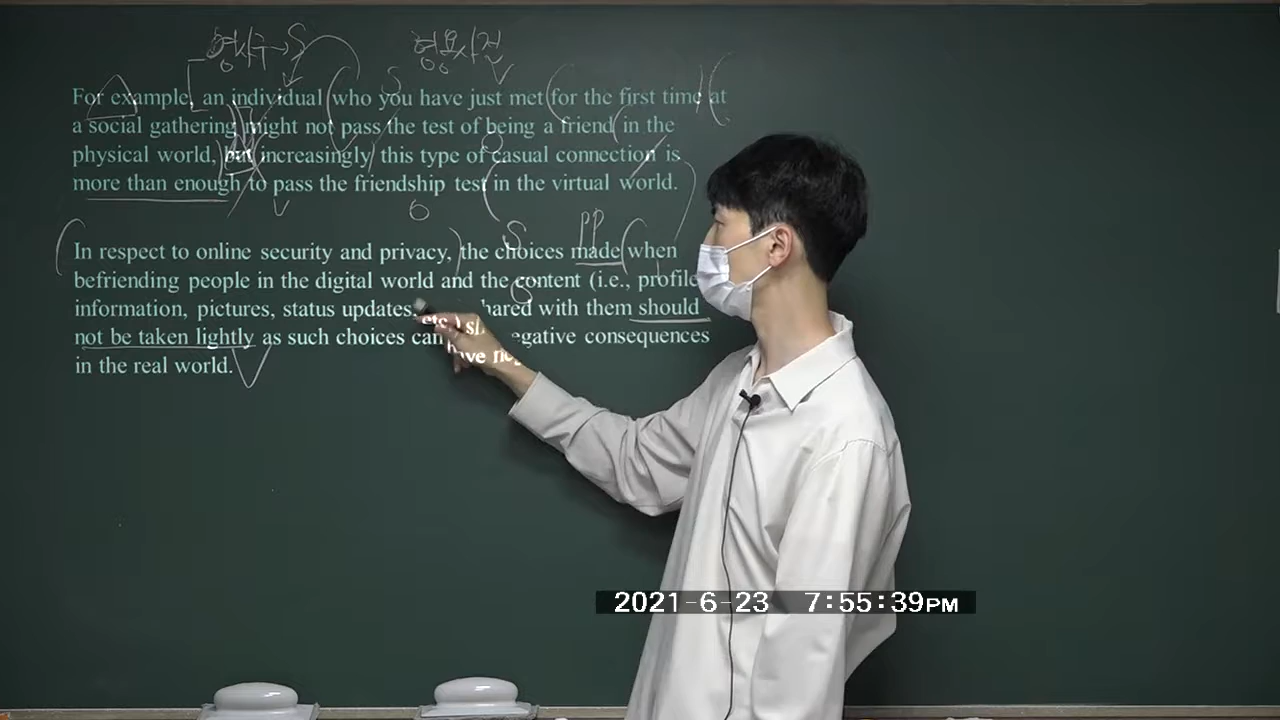 명사구→S 형용사절
S V
For example, an individual who you have just met for the first time at
a social gathering might not pass the test of being a friend in the
physical world, but increasingly this type of casual connection is
more than enough to pass the friendship test in the virtual world.
V O
S PP
In respect to online security and privacy, the choices made when
befriending people in the digital world and the content (i.e., profile
S
information, pictures, status updates, etc.) shared with them should
not be taken lightly as such choices can have negative consequences
in the real world.
V
2021-6-23 7:55:39PM